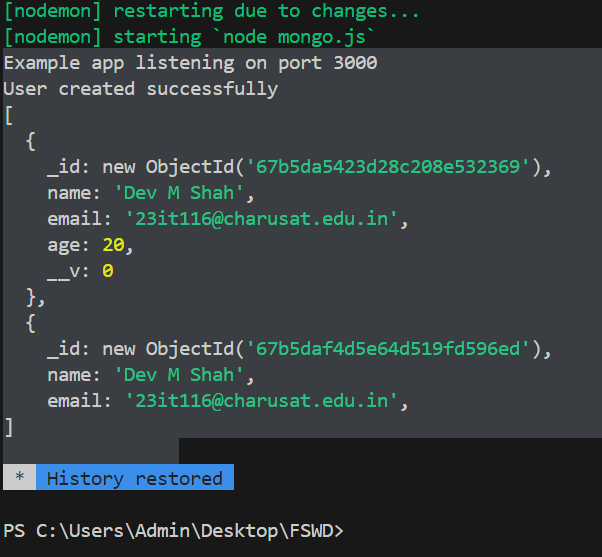 [nodemon] restarting due to changes...
[nodemon] starting `node mongo.js`
Example app listening on port 3000
User created successfully
[
  {
    _id: new ObjectId('67b5da5423d28c208e532369'),
    name: 'Dev M Shah',
    email: '23it116@charusat.edu.in',
    age: 20,
    __v: 0
  },
  {
    _id: new ObjectId('67b5daf4d5e64d519fd596ed'),
    name: 'Dev M Shah',
    email: '23it116@charusat.edu.in',
]
* History restored
PS C:\Users\Admin\Desktop\FSWD>